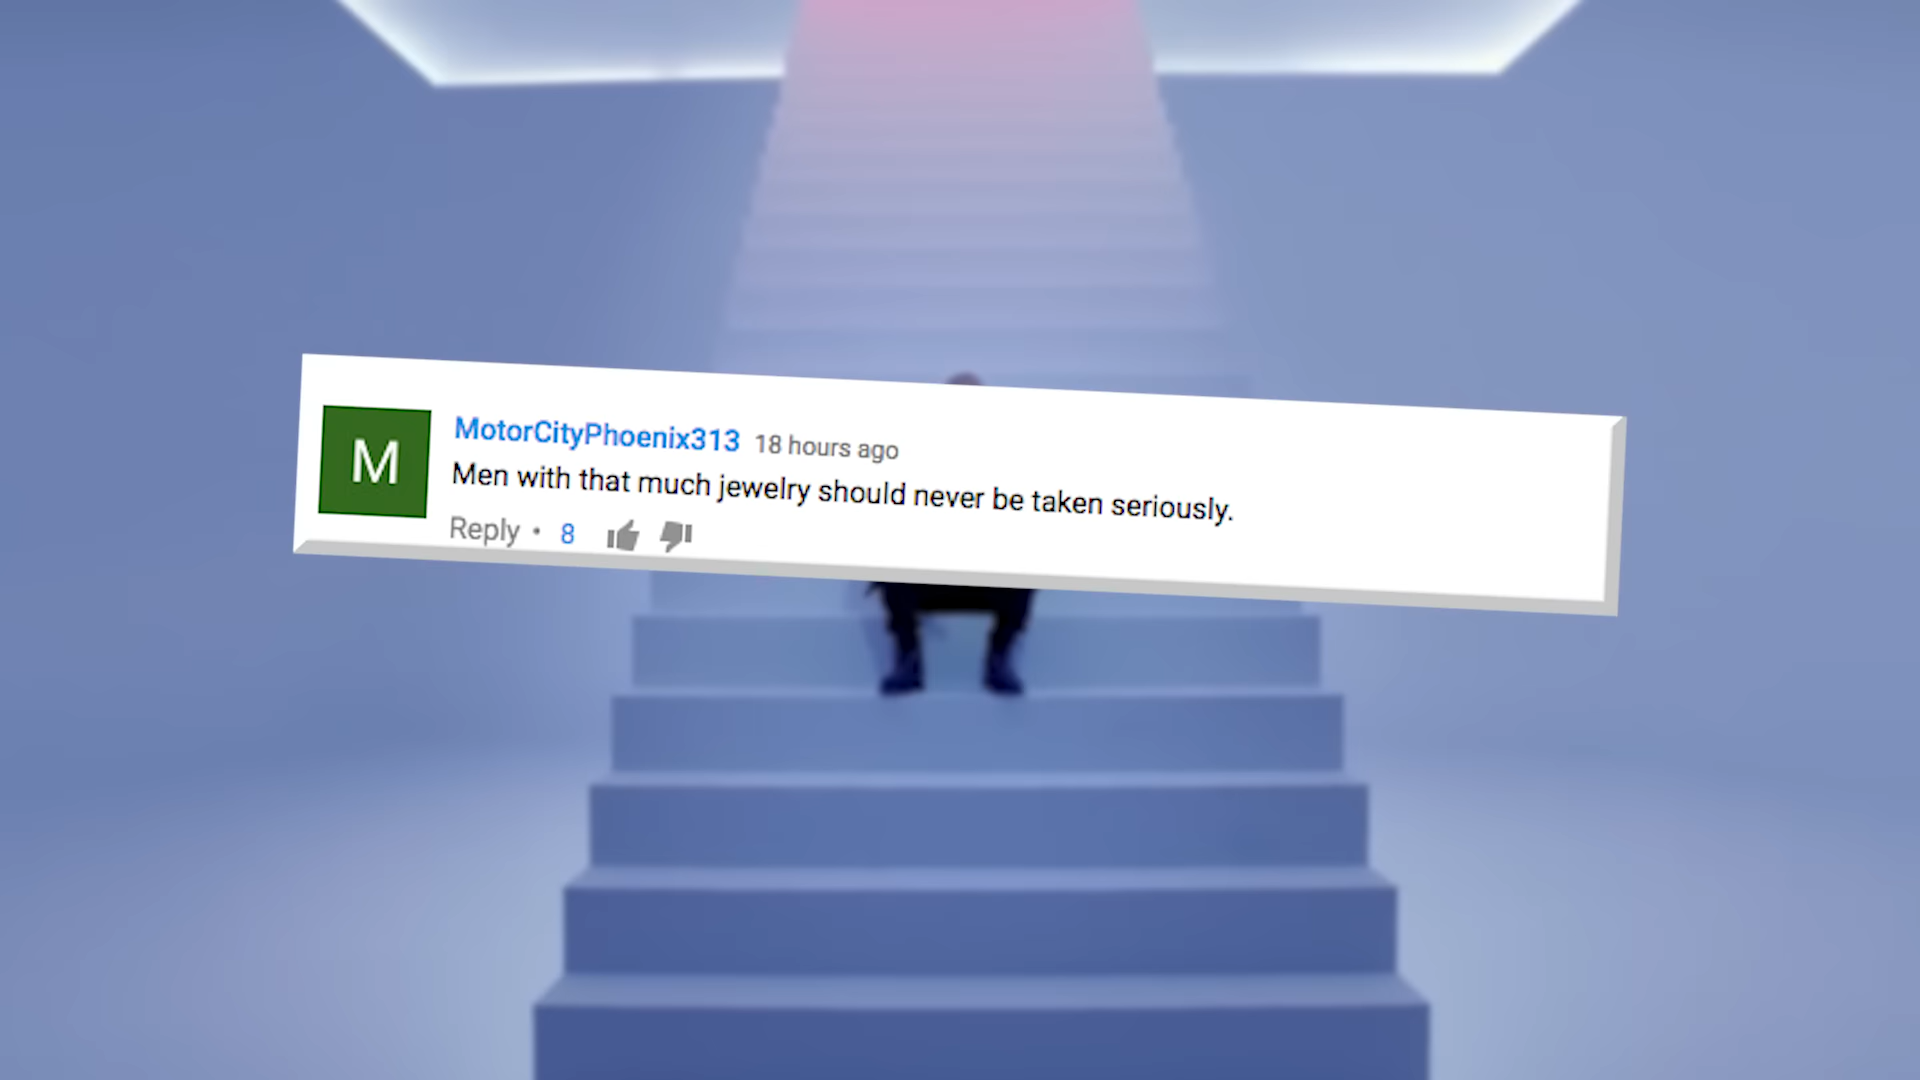 M
MotorCityPhoenix313 18 hours ago
Men with that much jewelry should never be taken seriously.
Reply • 8